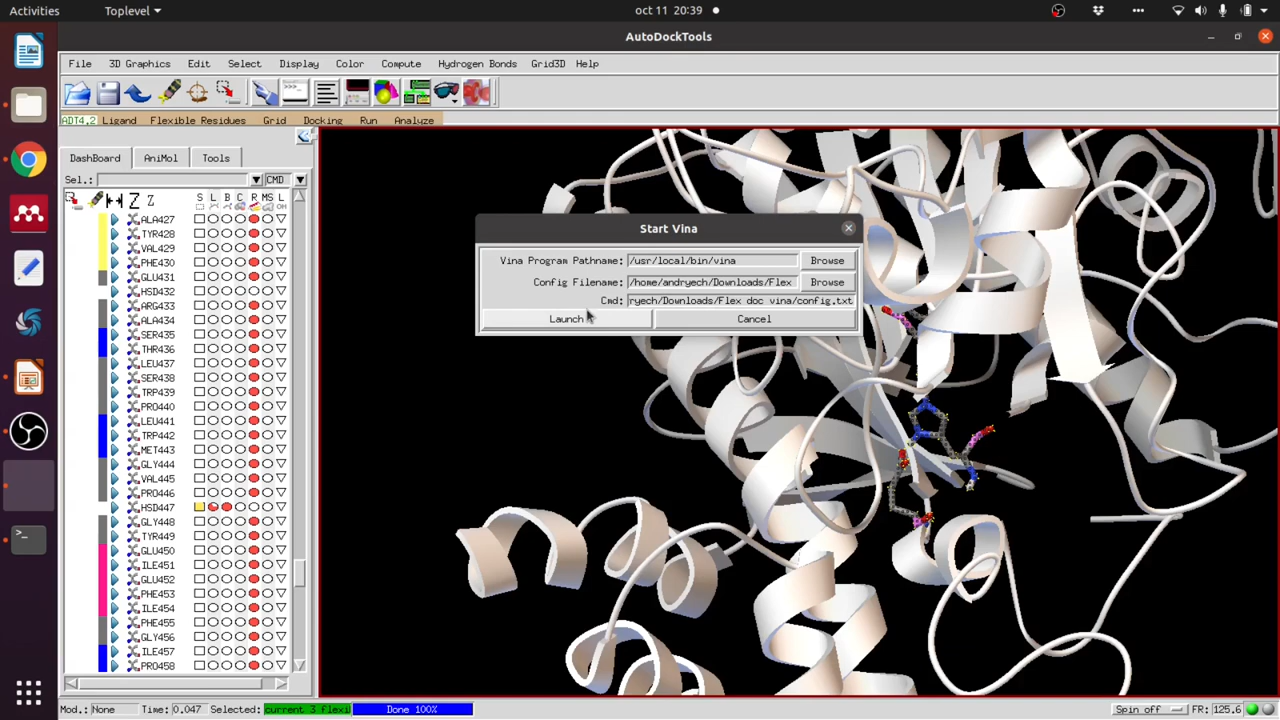 Activities
Toplevel
oct 11 20:39
AutoDockTools
File 3D Graphics Edit Select Display Color Compute Hydrogen Bonds Grid3D Help
ADT4.2 Ligand Flexible Residues Grid Docking Run Analyze
DashBoard AniMol Tools
Sel.: CMD
S L B C R MS L
ALA427
TYR428
VAL429
PHE430
GLU431
HSD432
ARG433
ALA434
SER435
THR436
LEU437
SER438
TRP439
PRO440
LEU441
TRP442
MET443
GLY444
VAL445
PRO446
HSD447
GLY448
TYR449
GLU450
ILE451
GLU452
PHE453
ILE454
PHE455
GLY456
ILE457
PRO458
Start Vina
Vina Program Pathname: /usr/local/bin/vina Browse
Config Filename: /home/andryech/Downloads/Flex Browse
Cmd: ryech/Downloads/Flex doc vina/config.txt
Launch Cancel
Mod.: None Time: 0.047 Selected: current 3 flexi Done 100% Spin off FR: 125.6